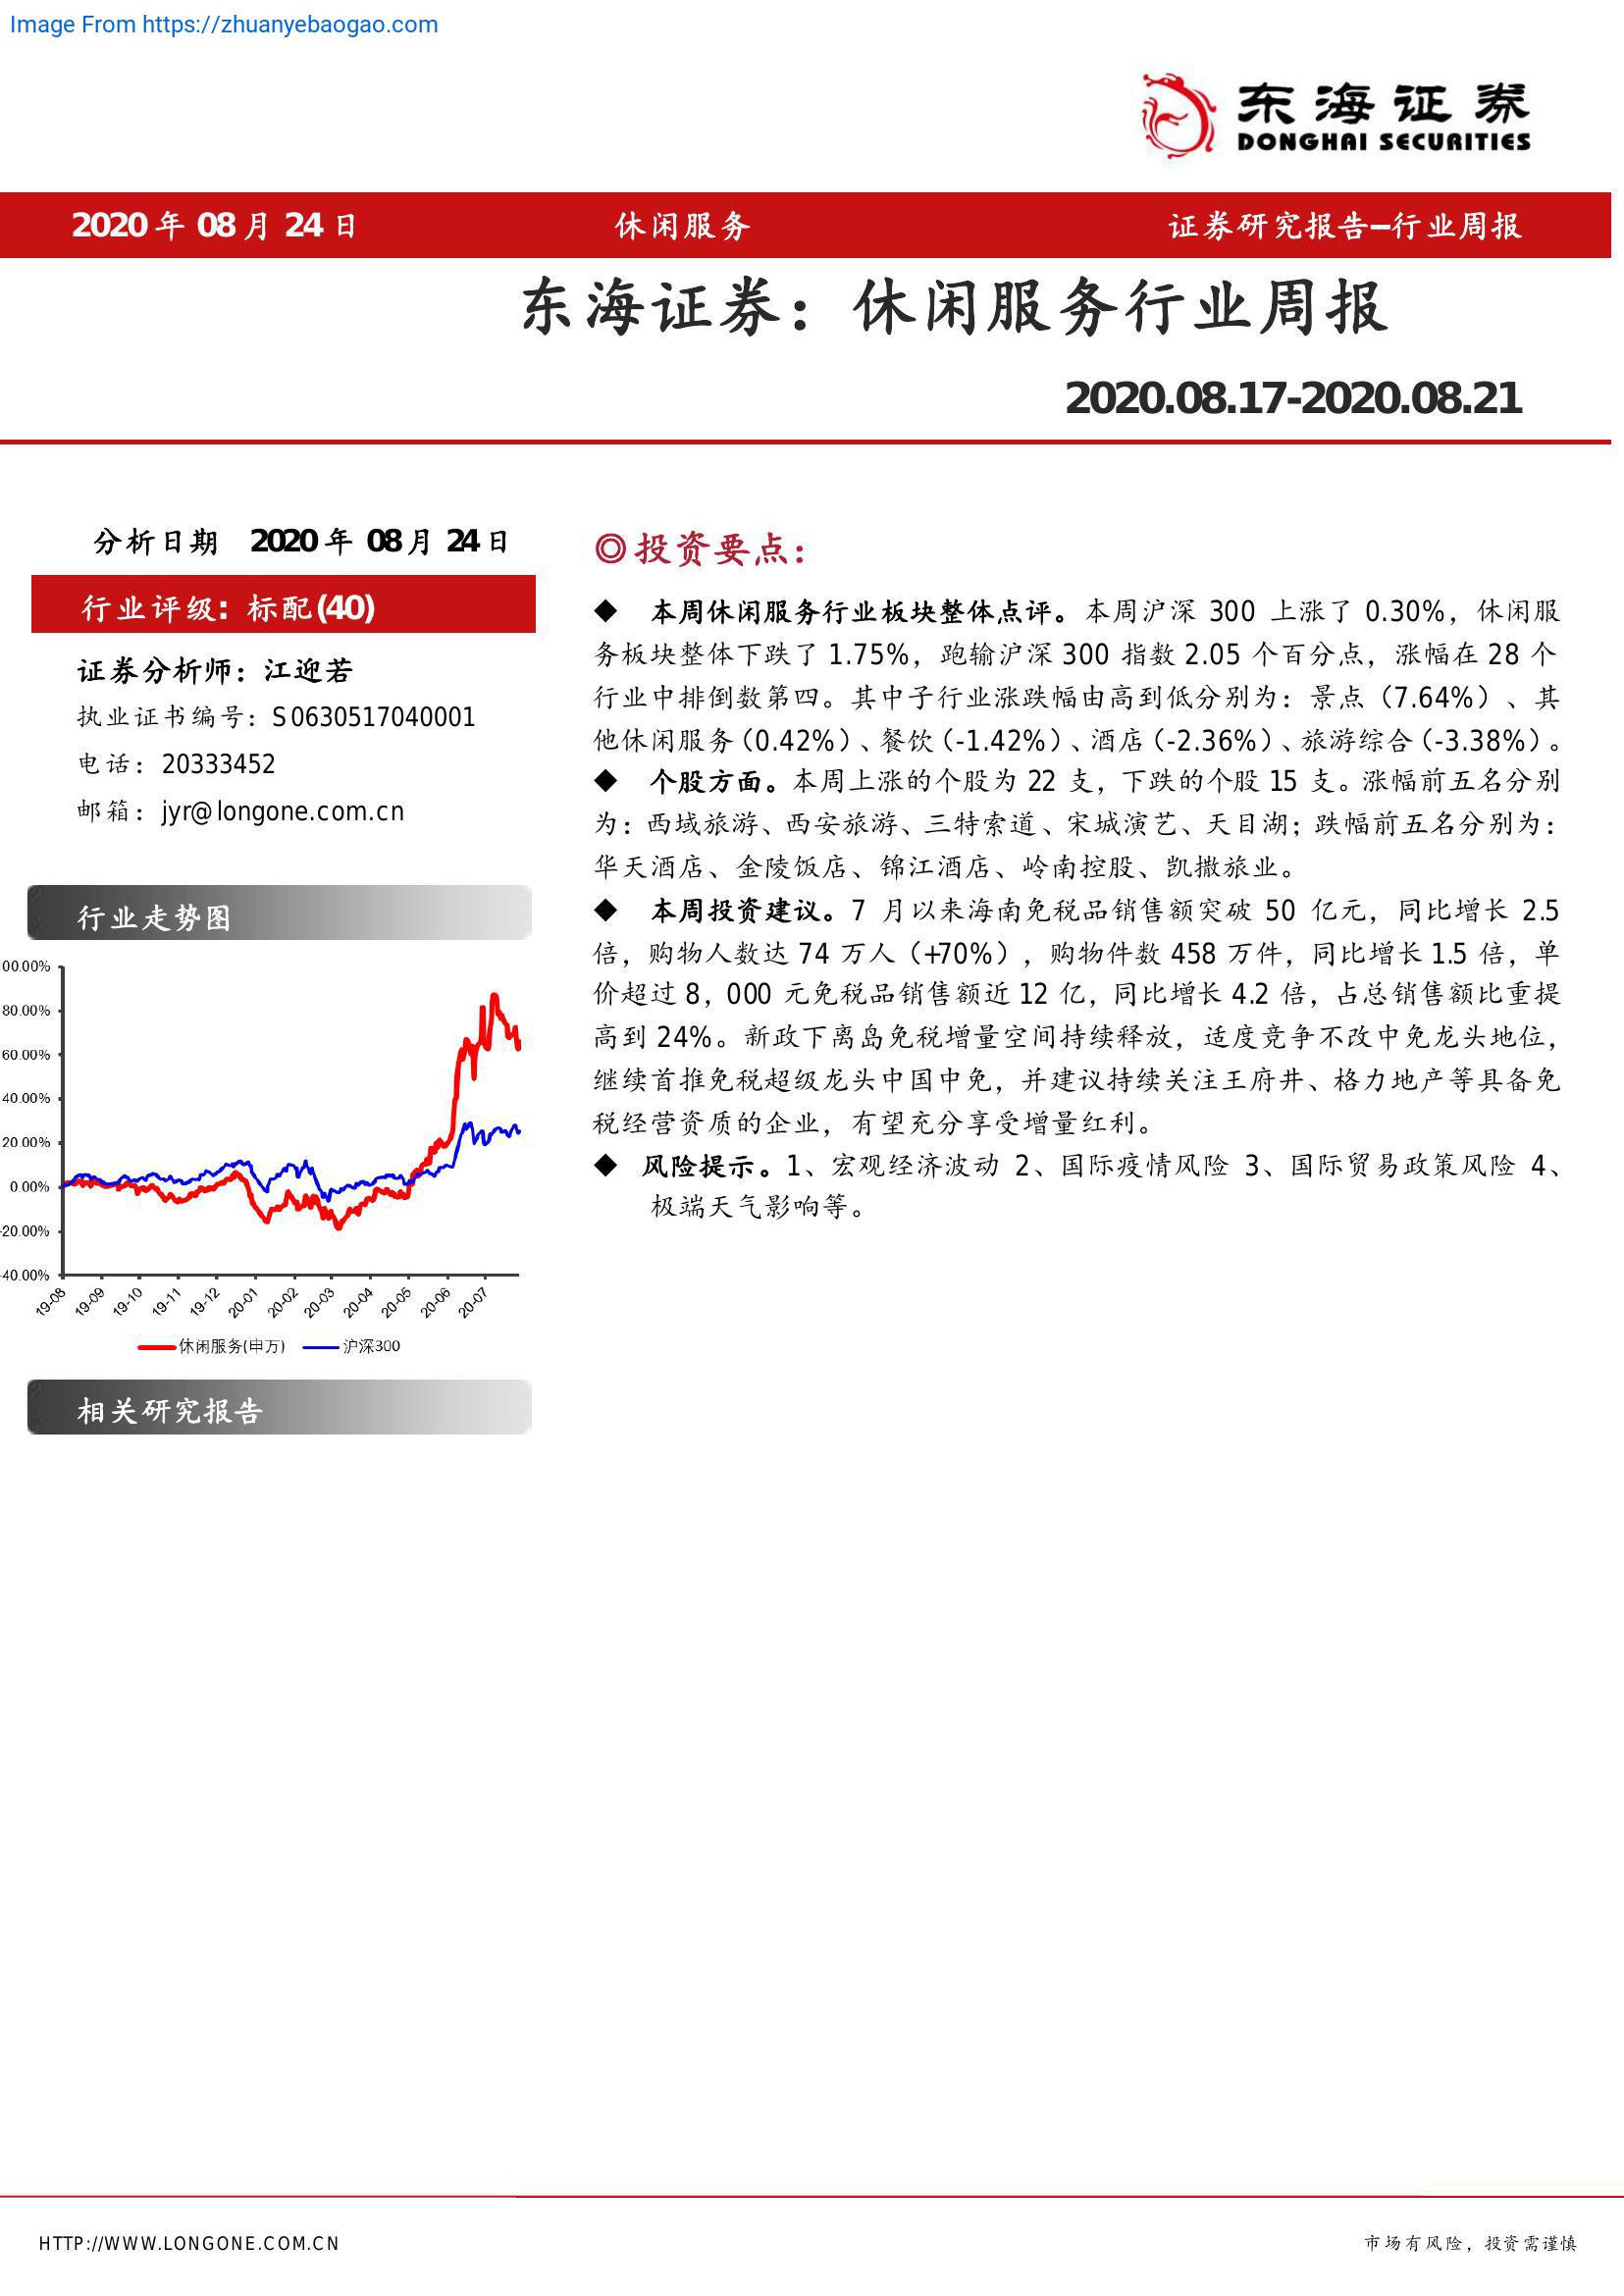 Image From https://zhuanyebaogao.com
东海证券
DONGHAI SECURITIES
2020年08月24日 休闲服务 证券研究报告—行业周报
东海证券：休闲服务行业周报
2020.08.17-2020.08.21
分析日期 2020年08月24日
行业评级：标配(40)
证券分析师：江迎若
执业证书编号：S0630517040001
电话：20333452
邮箱：jyr@longone.com.cn
行业走势图
00.00%
80.00%
60.00%
40.00%
20.00%
0.00%
20.00%
40.00%
19-08 19-09 19-10 19-11 19-12 20-01 20-02 20-03 20-04 20-05 20-06 20-07
休闲服务(申万) 沪深300
相关研究报告
◎投资要点：
◆ 本周休闲服务行业板块整体点评。本周沪深 300 上涨了 0.30%，休闲服
务板块整体下跌了 1.75%，跑输沪深 300 指数 2.05 个百分点，涨幅在 28 个
行业中排倒数第四。其中子行业涨跌幅由高到低分别为：景点（7.64%）、其
他休闲服务（0.42%）、餐饮（-1.42%）、酒店（-2.36%）、旅游综合（-3.38%）。
◆ 个股方面。本周上涨的个股为 22 支，下跌的个股 15 支。涨幅前五名分别
为：西域旅游、西安旅游、三特索道、宋城演艺、天目湖；跌幅前五名分别为：
华天酒店、金陵饭店、锦江酒店、岭南控股、凯撒旅业。
◆ 本周投资建议。7 月以来海南免税品销售额突破 50 亿元，同比增长 2.5
倍，购物人数达 74 万人（+70%），购物件数 458 万件，同比增长 1.5 倍，单
价超过 8，000 元免税品销售额近 12 亿，同比增长 4.2 倍，占总销售额比重提
高到 24%。新政下离岛免税增量空间持续释放，适度竞争不改中免龙头地位，
继续首推免税超级龙头中国中免，并建议持续关注王府井、格力地产等具备免
税经营资质的企业，有望充分享受增量红利。
◆ 风险提示。1、宏观经济波动 2、国际疫情风险 3、国际贸易政策风险 4、
极端天气影响等。
HTTP://WWW.LONGONE.COM.CN 市场有风险，投资需谨慎